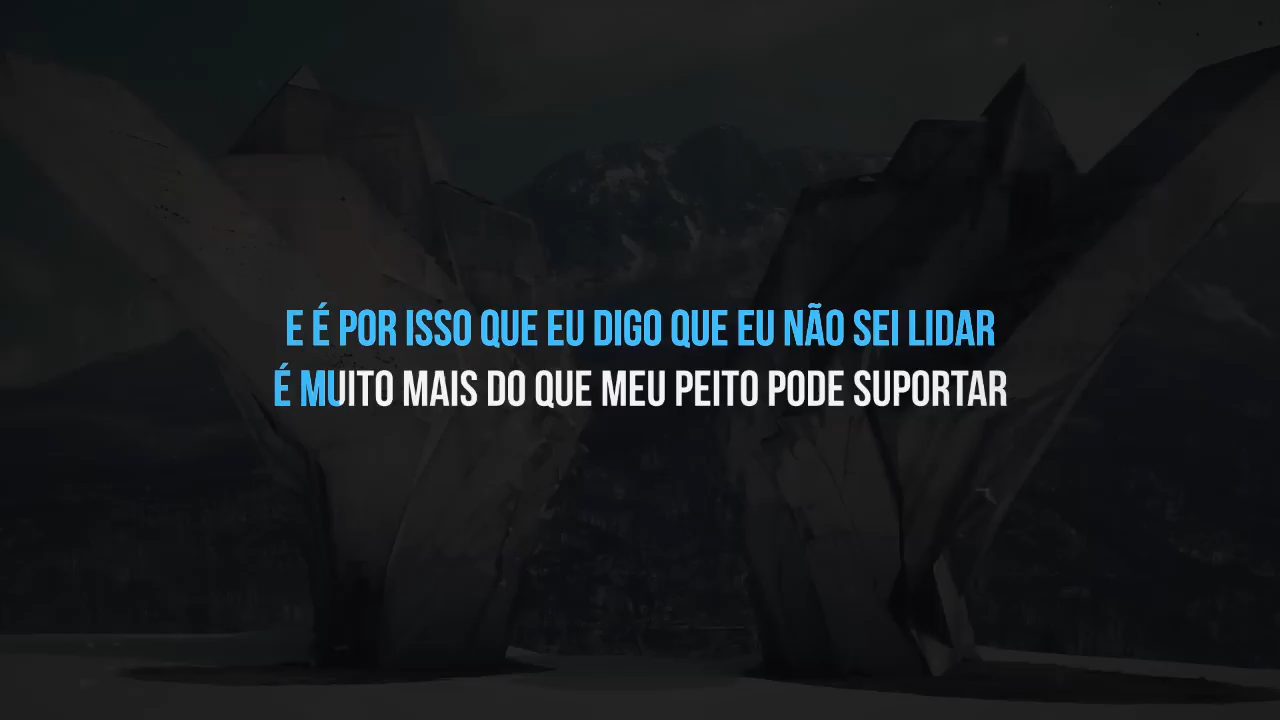 E É POR ISSO QUE EU DIGO QUE EU NÃO SEI LIDAR
É MUITO MAIS DO QUE MEU PEITO PODE SUPORTAR